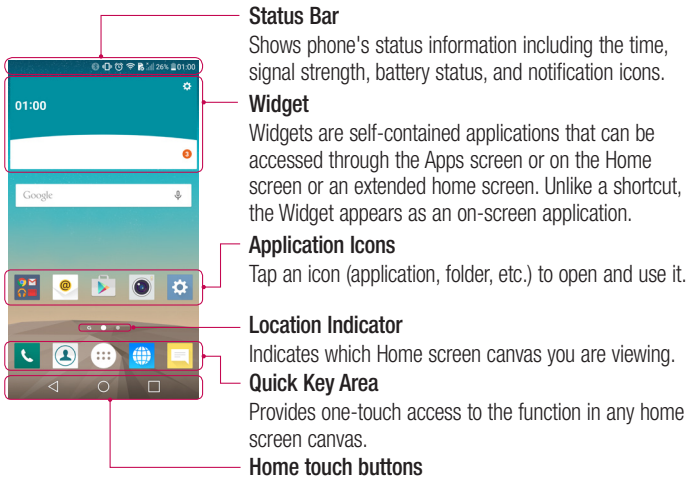 Status Bar
Shows phone's status information including the time,
signal strength, battery status, and notification icons.
Widget
Widgets are self-contained applications that can be
accessed through the Apps screen or on the Home
screen or an extended home screen. Unlike a shortcut,
the Widget appears as an on-screen application.
Application Icons
Tap an icon (application, folder, etc.) to open and use it.
Location Indicator
Indicates which Home screen canvas you are viewing.
Quick Key Area
Provides one-touch access to the function in any home
screen canvas.
Home touch buttons
26% 01:00
01:00
3
Google
@